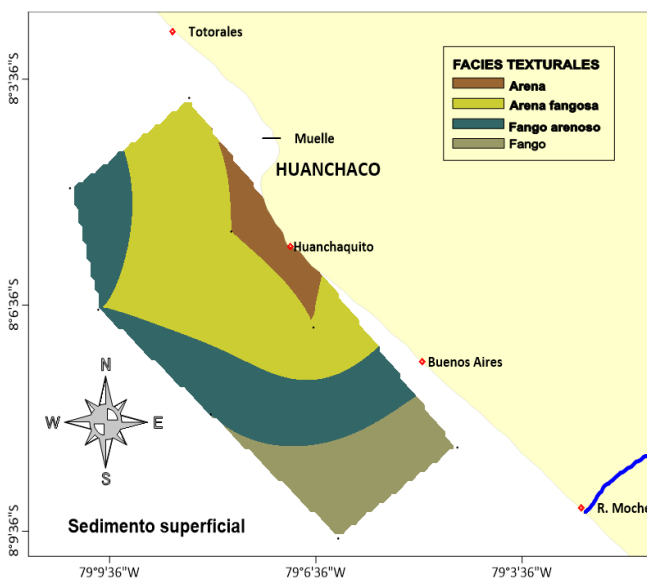 Totorales
8°3'36"S
FACIES TEXTURALES
Arena
Arena fangosa
Fango arenoso
Fango
Muelle
HUANCHACO
Huanchaquito
8°6'36"S
Buenos Aires
N
W E
S
R. Moche
Sedimento superficial
8°9'36"S
79°9'36"W 79°6'36"W 79°3'36"W